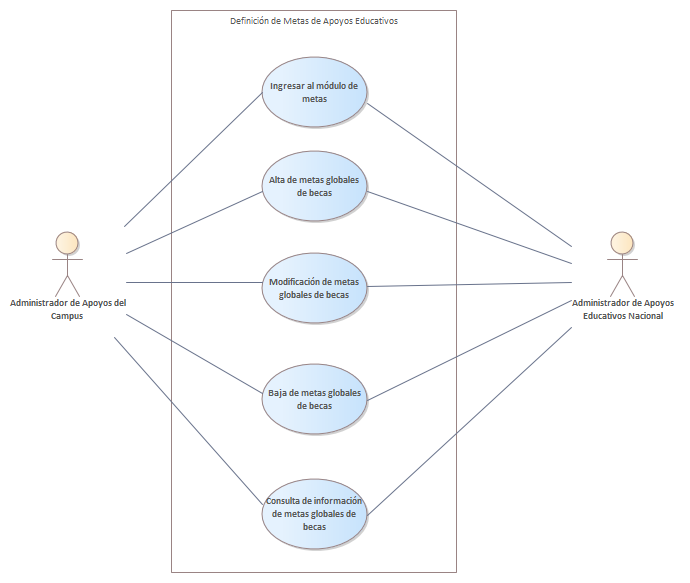 Definición de Metas de Apoyos Educativos
Ingresar al módulo de
metas
Alta de metas globales
de becas
Modificación de metas
globales de becas
Administrador de Apoyos del
Campus
Administrador de Apoyos
Educativos Nacional
Baja de metas globales
de becas
Consulta de información
de metas globales de
becas